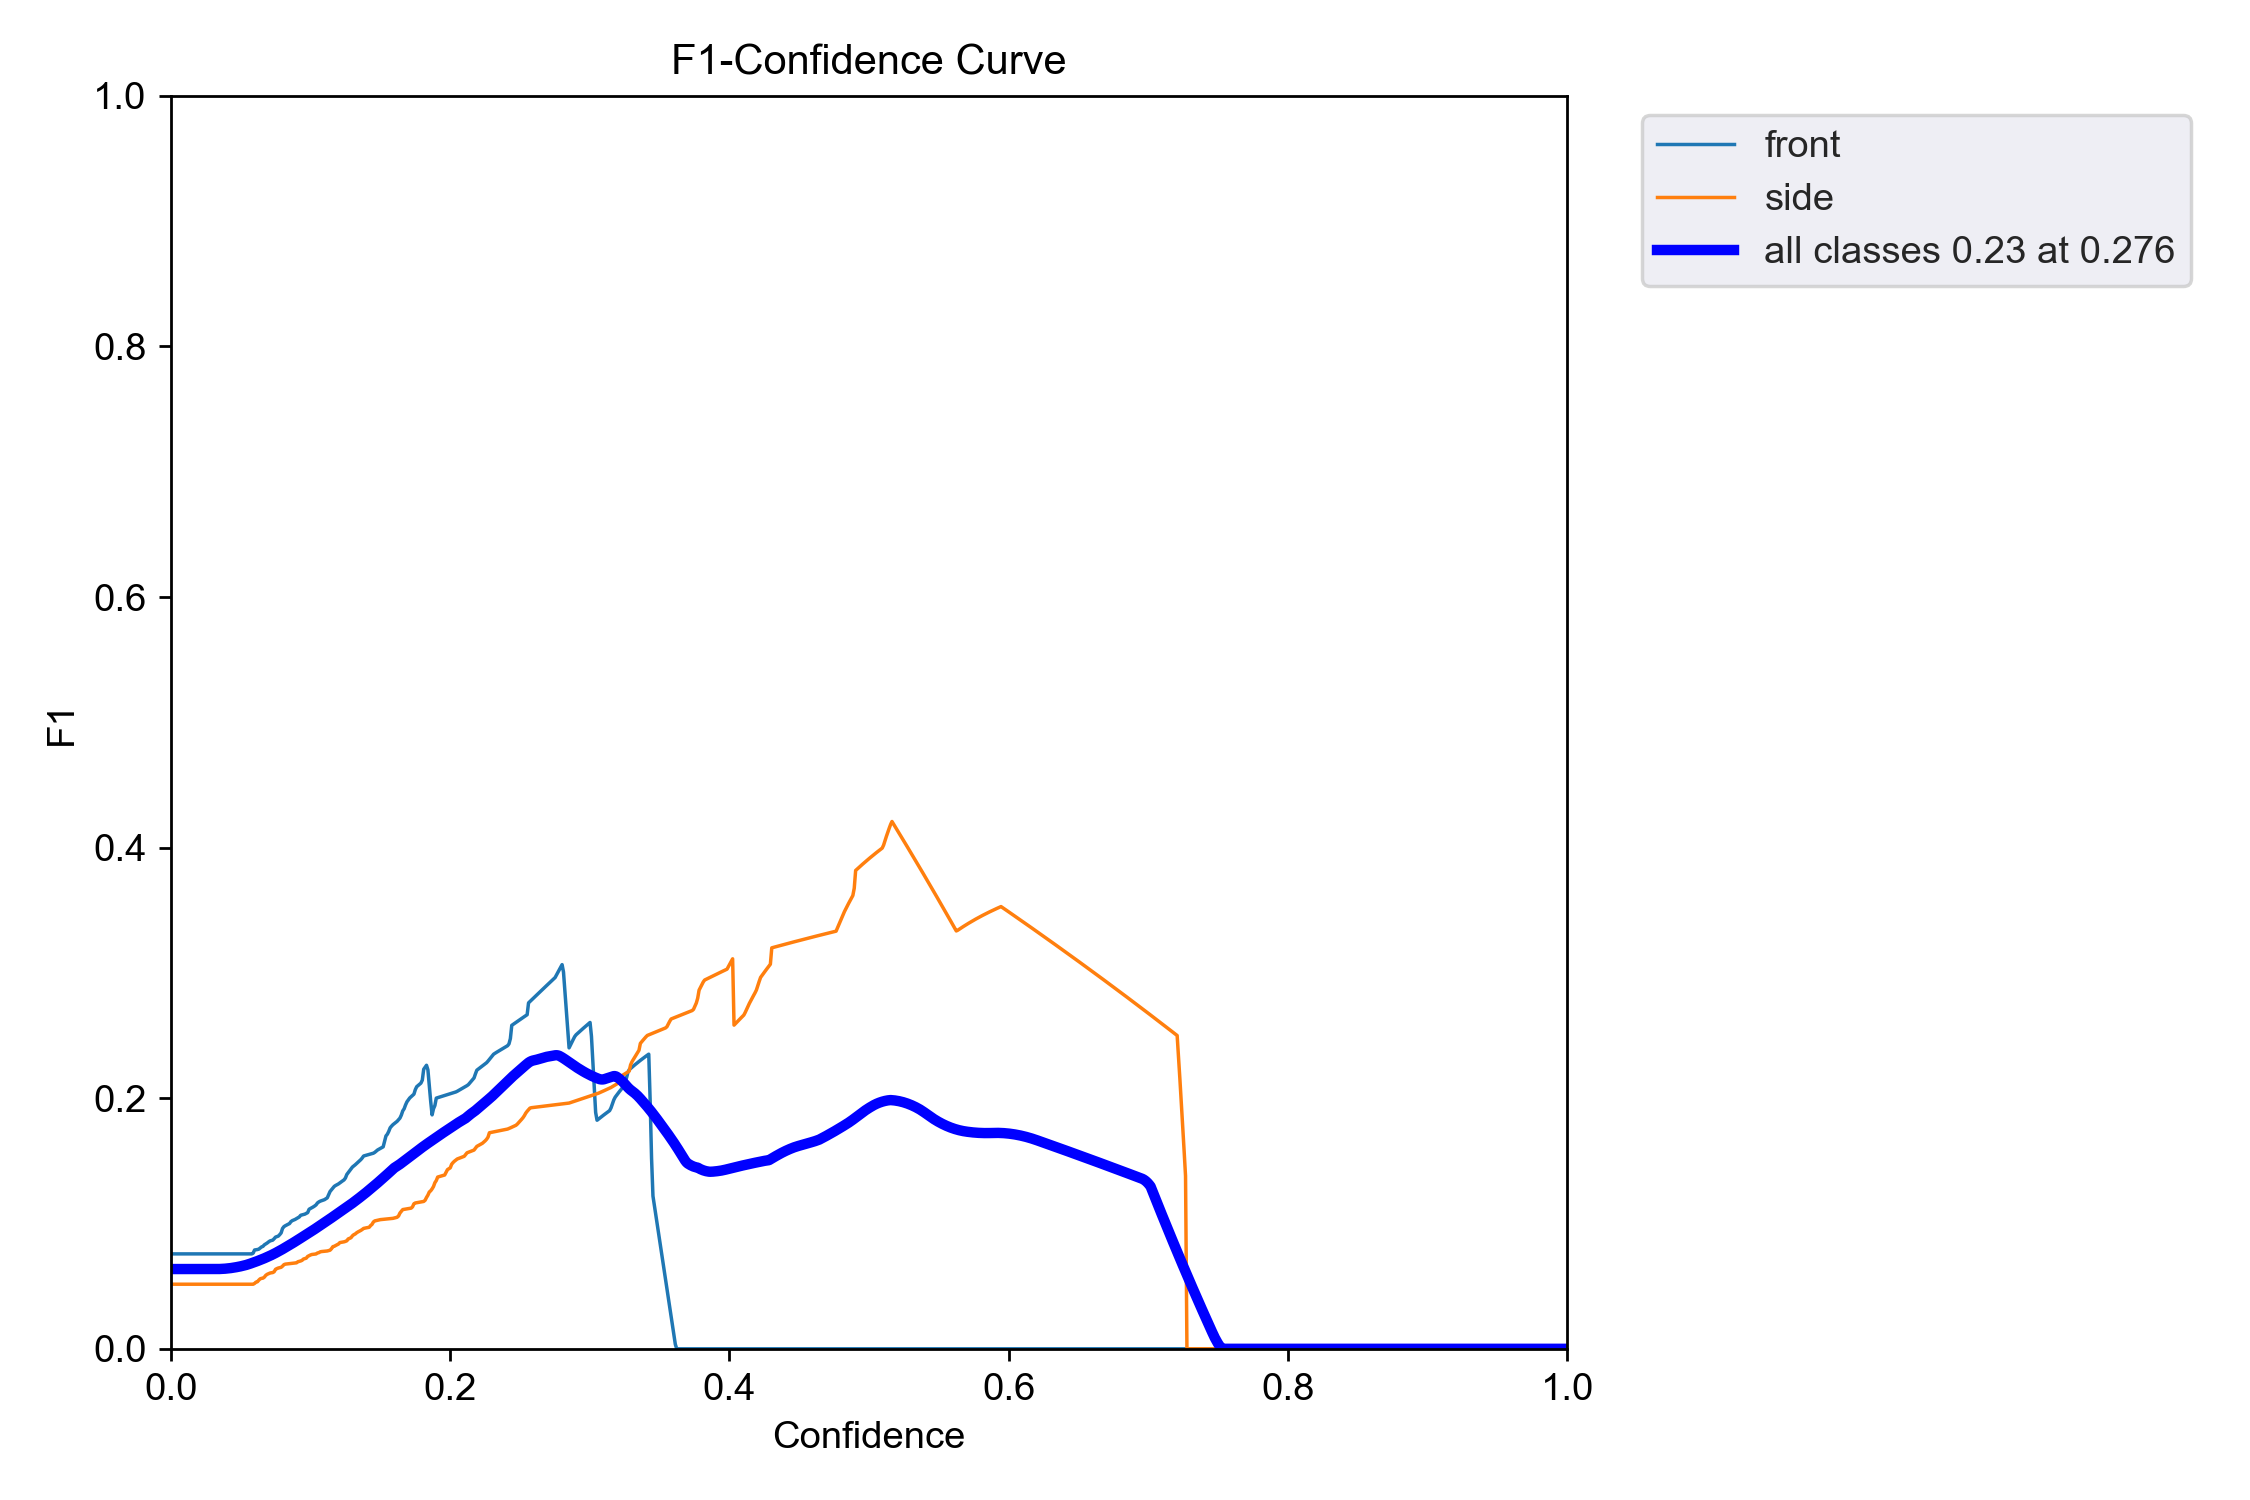 F1-Confidence Curve
1.0
0.8
0.6
0.4
0.2
0.0
F1
0.0 0.2 0.4 0.6 0.8 1.0
Confidence
front
side
all classes 0.23 at 0.276